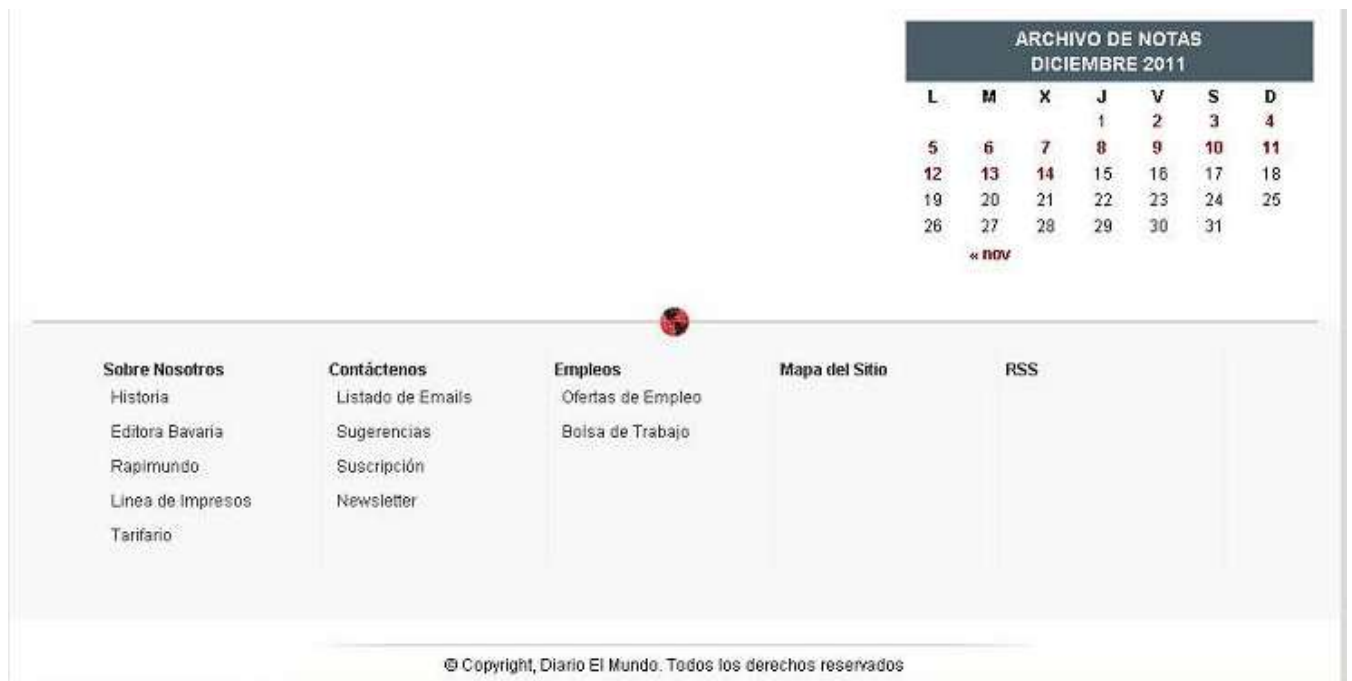 ARCHIVO DE NOTAS
DICIEMBRE 2011
L M X J V S D
1 2 3 4
5 6 7 8 9 10 11
12 13 14 15 16 17 18
19 20 21 22 23 24 25
26 27 28 29 30 31
« nov
Sobre Nosotros
Historia
Editora Bavaria
Rapimundo
Linea de Impresos
Tarifario
Contáctenos
Listado de Emails
Sugerencias
Suscripción
Newsletter
Empleos
Ofertas de Empleo
Bolsa de Trabajo
Mapa del Sitio
RSS
© Copyright, Diario El Mundo. Todos los derechos reservados